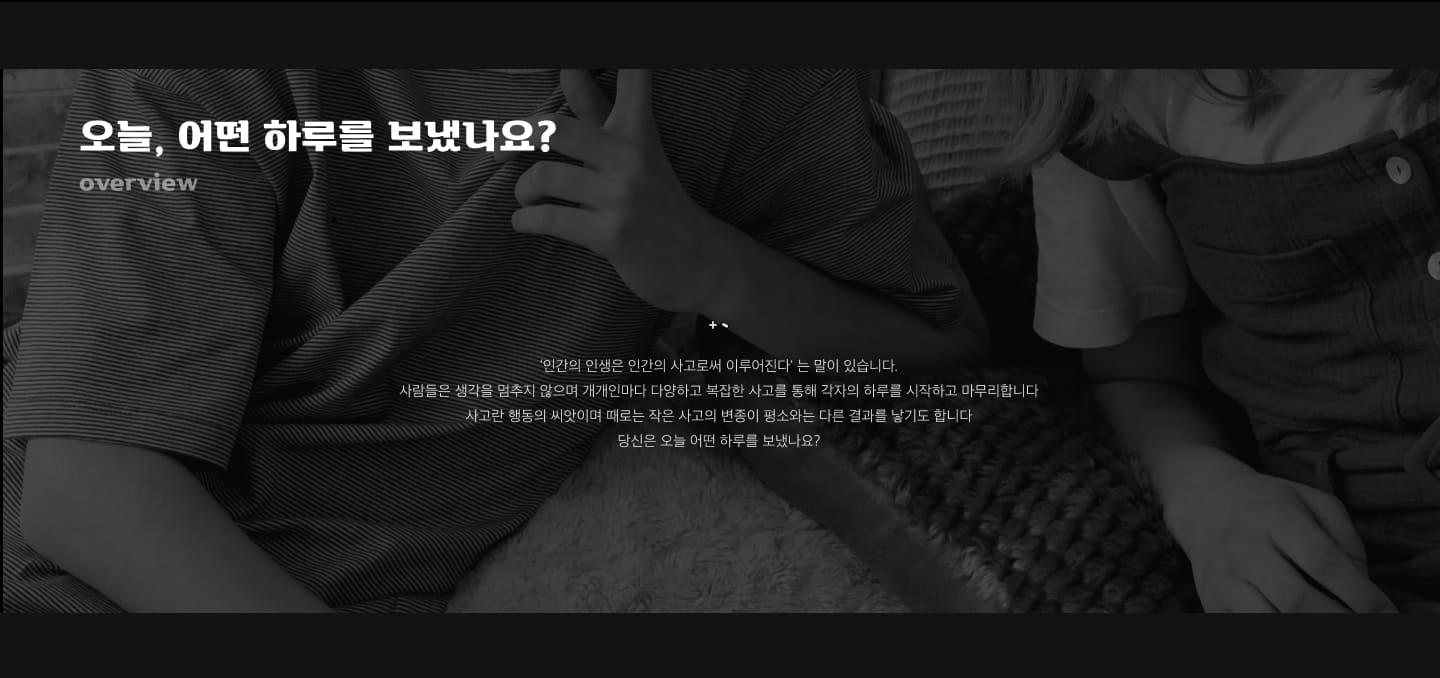 오늘, 어떤 하루를 보냈나요?
overview
‘인간의 인생은 인간의 사고로써 이루어진다’ 는 말이 있습니다.
사람들은 생각을 멈추지 않으며 개개인마다 다양하고 복잡한 사고를 통해 각자의 하루를 시작하고 마무리합니다
사고란 행동의 씨앗이며 때로는 작은 사고의 변종이 평소와는 다른 결과를 낳기도 합니다
당신은 오늘 어떤 하루를 보냈나요?